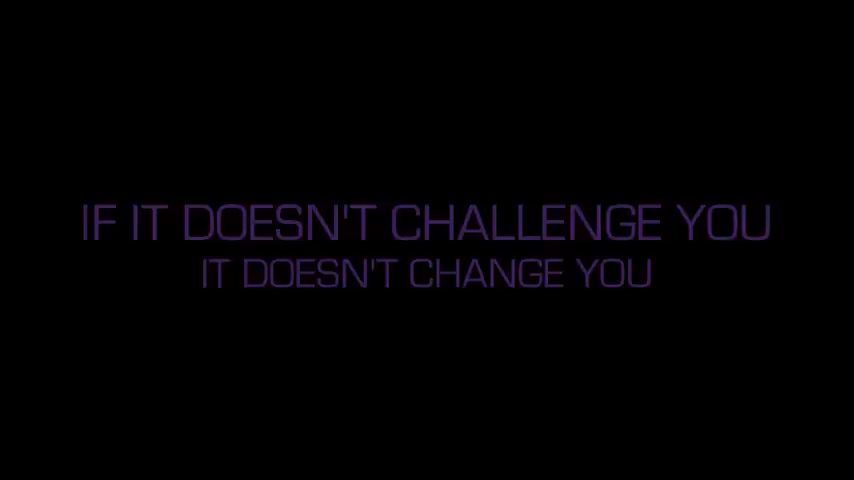 IF IT DOESN'T CHALLENGE YOU
IT DOESN'T CHANGE YOU